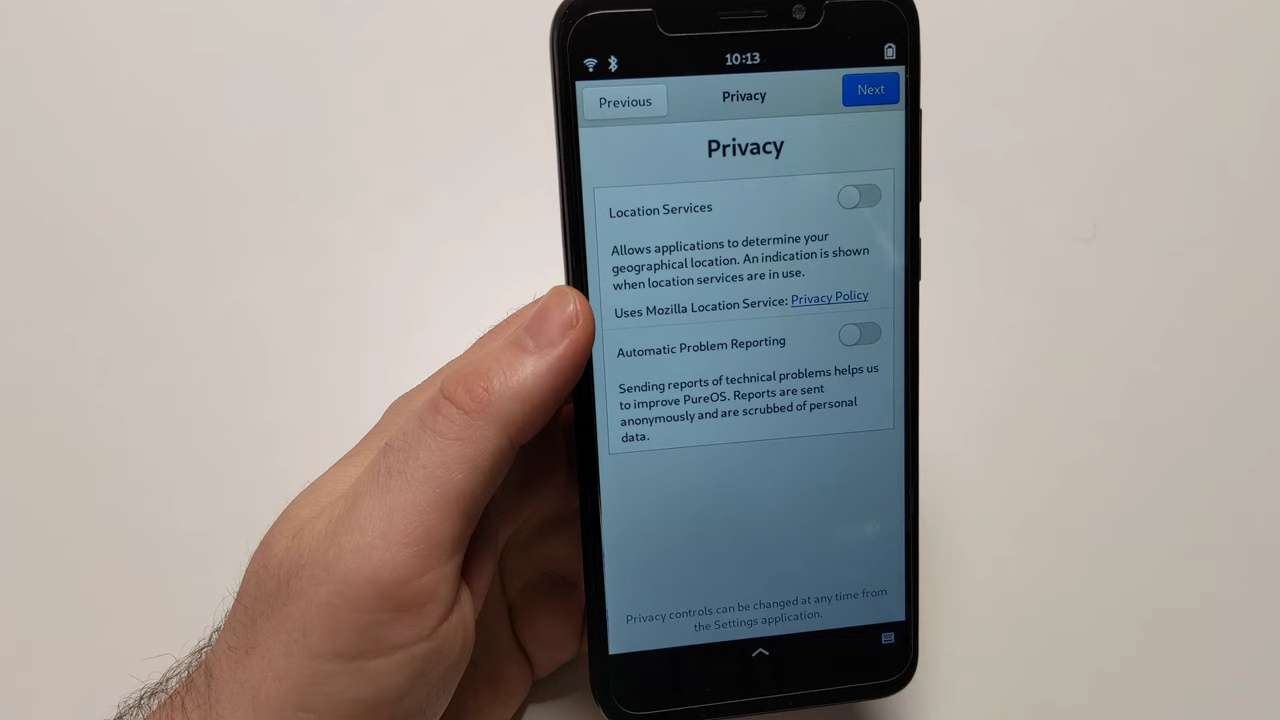 10:13
Previous
Privacy
Next
Privacy
Location Services
Allows applications to determine your
geographical location. An indication is shown
when location services are in use.
Uses Mozilla Location Service: Privacy Policy
Automatic Problem Reporting
Sending reports of technical problems helps us
to improve PureOS. Reports are sent
anonymously and are scrubbed of personal
data.
Privacy controls can be changed at any time from
the Settings application.